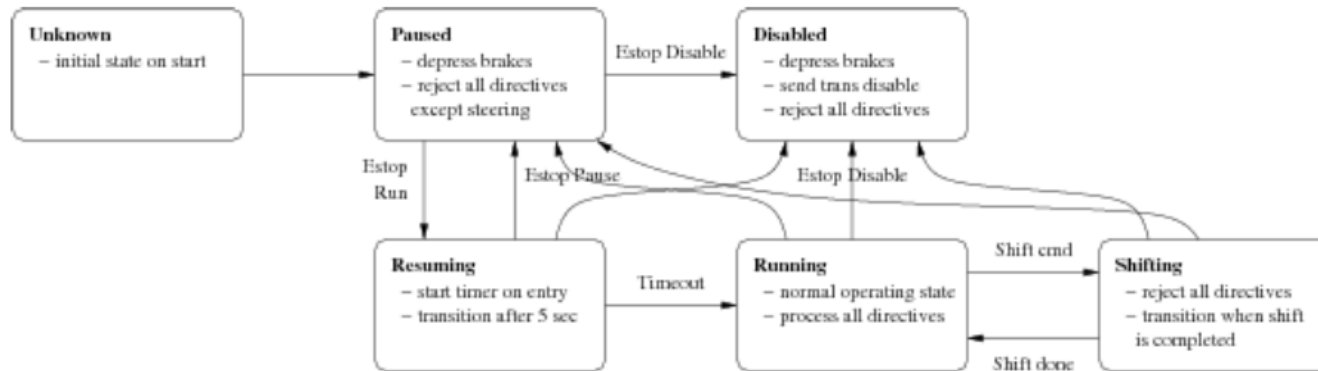 Unknown
– initial state on start
Paused
– depress brakes
– reject all directives
except steering
Estop Disable
Disabled
– depress brakes
– send trans disable
– reject all directives
Estop
Run
Estop Pause
Estop Disable
Resuming
– start timer on entry
– transition after 5 sec
Timeout
Running
– normal operating state
– process all directives
Shift cmd
Shift done
Shifting
– reject all directives
– transition when shift
is completed